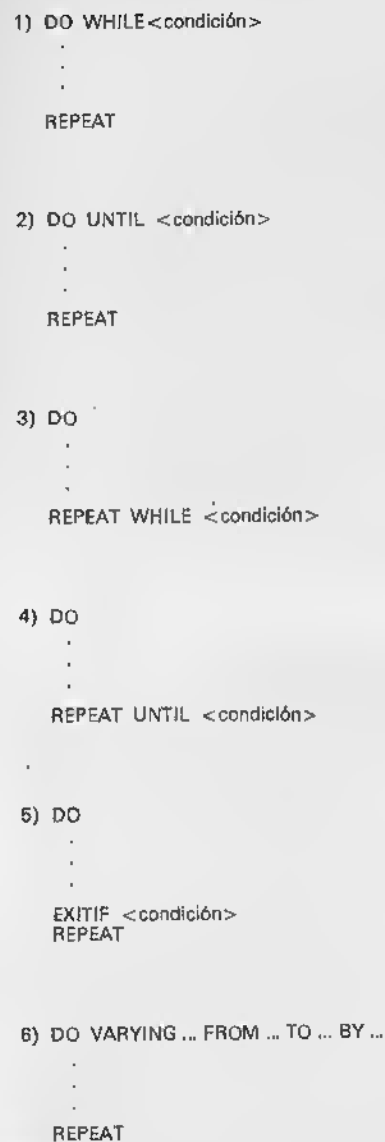 1) DO WHILE<condición>
.
.
.
REPEAT
2) DO UNTIL <condición>
.
.
.
REPEAT
3) DO
.
.
.
REPEAT WHILE <condición>
4) DO
.
.
.
REPEAT UNTIL <condición>
5) DO
.
.
.
EXITIF <condición>
REPEAT
6) DO VARYING ... FROM ... TO ... BY ...
.
.
.
REPEAT